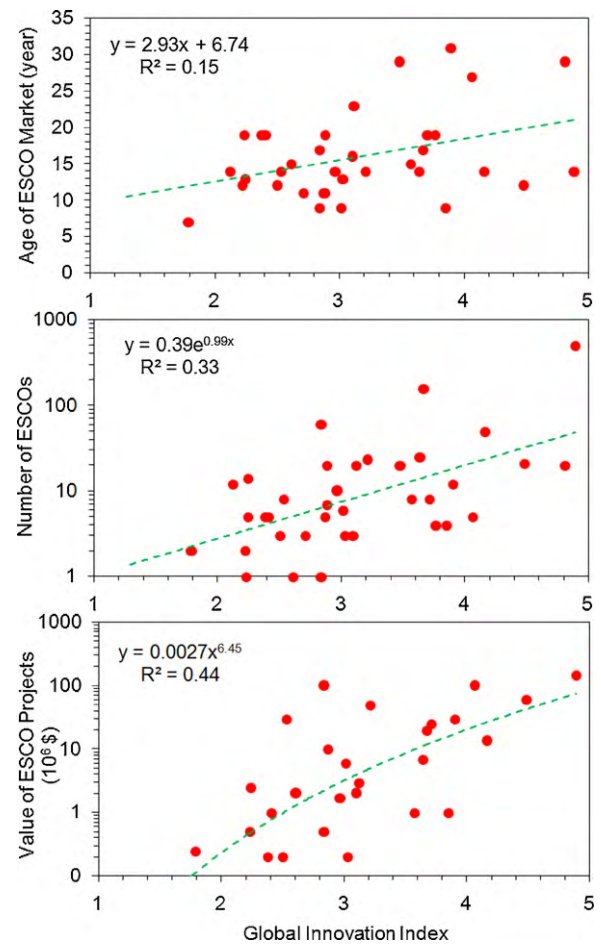 35
30
25
20
15
10
5
0
Age of ESCO Market (year)
y = 2.93x + 6.74
R² = 0.15
1 2 3 4 5
1000
100
10
1
Number of ESCOs
y = 0.39e^0.99x
R² = 0.33
1 2 3 4 5
1000
100
10
1
0
Value of ESCO Projects
(10⁶ $)
y = 0.0027x^6.45
R² = 0.44
1 2 3 4 5
Global Innovation Index